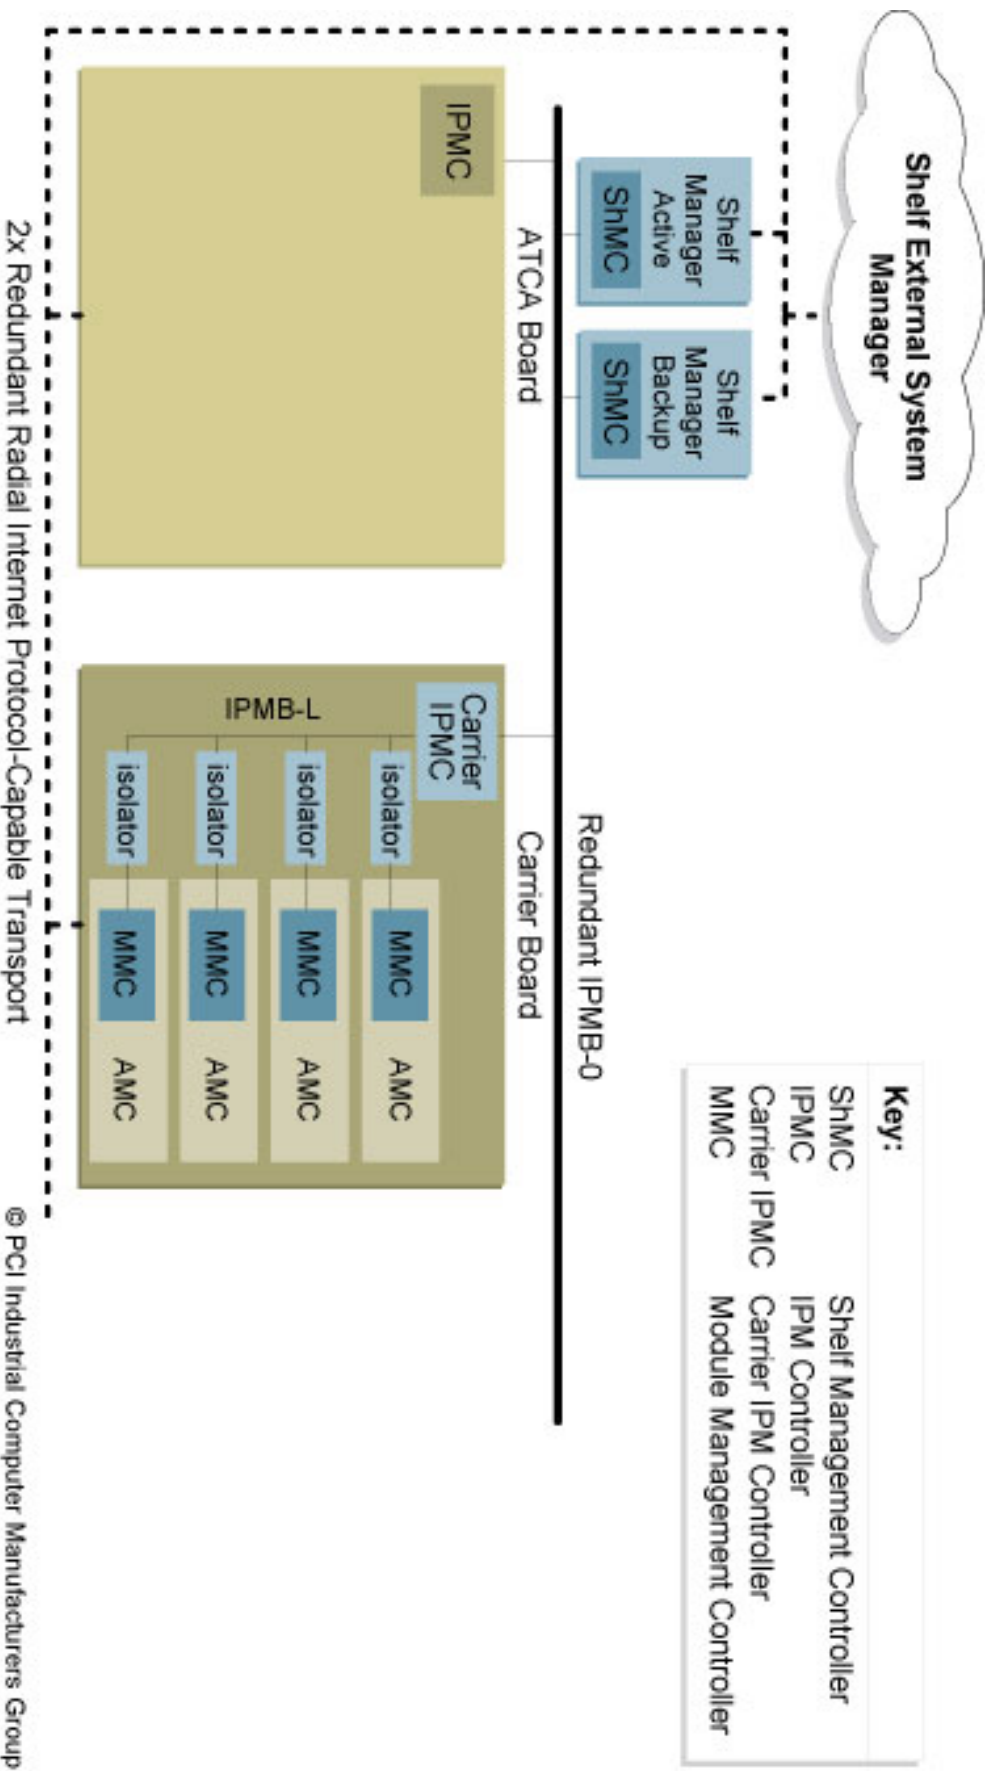 Shelf External System
Manager
Key:
ShMC Shelf Management Controller
IPMC IPM Controller
Carrier IPMC Carrier IPM Controller
MMC Module Management Controller
Shelf
Manager
Active
ShMC
Shelf
Manager
Backup
ShMC
Redundant IPMB-0
ATCA Board
Carrier Board
IPMC
Carrier
IPMC
IPMB-L
isolator
MMC
AMC
isolator
MMC
AMC
isolator
MMC
AMC
isolator
MMC
AMC
2x Redundant Radial Internet Protocol-Capable Transport
© PCI Industrial Computer Manufacturers Group